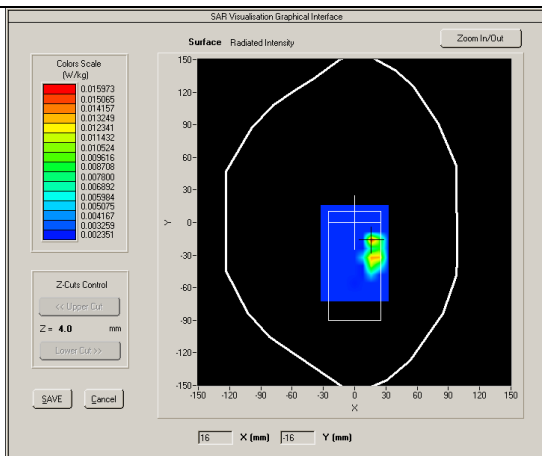 SAR Visualisation Graphical Interface
Surface Radiated Intensity
Zoom In/Out
Colors Scale
(W/kg)
0.015973
0.015065
0.014157
0.013249
0.012341
0.011432
0.010524
0.009616
0.008708
0.007800
0.006892
0.005984
0.005075
0.004167
0.003259
0.002351
Z-Cuts Control
<< Upper Cut
Z = 4.0 mm
Lower Cut >>
SAVE Cancel
150
120
90
60
30
0
-30
-60
-90
-120
-150
Y
-150 -120 -90 -60 -30 0 30 60 90 120 150
X
16 X (mm) -16 Y (mm)